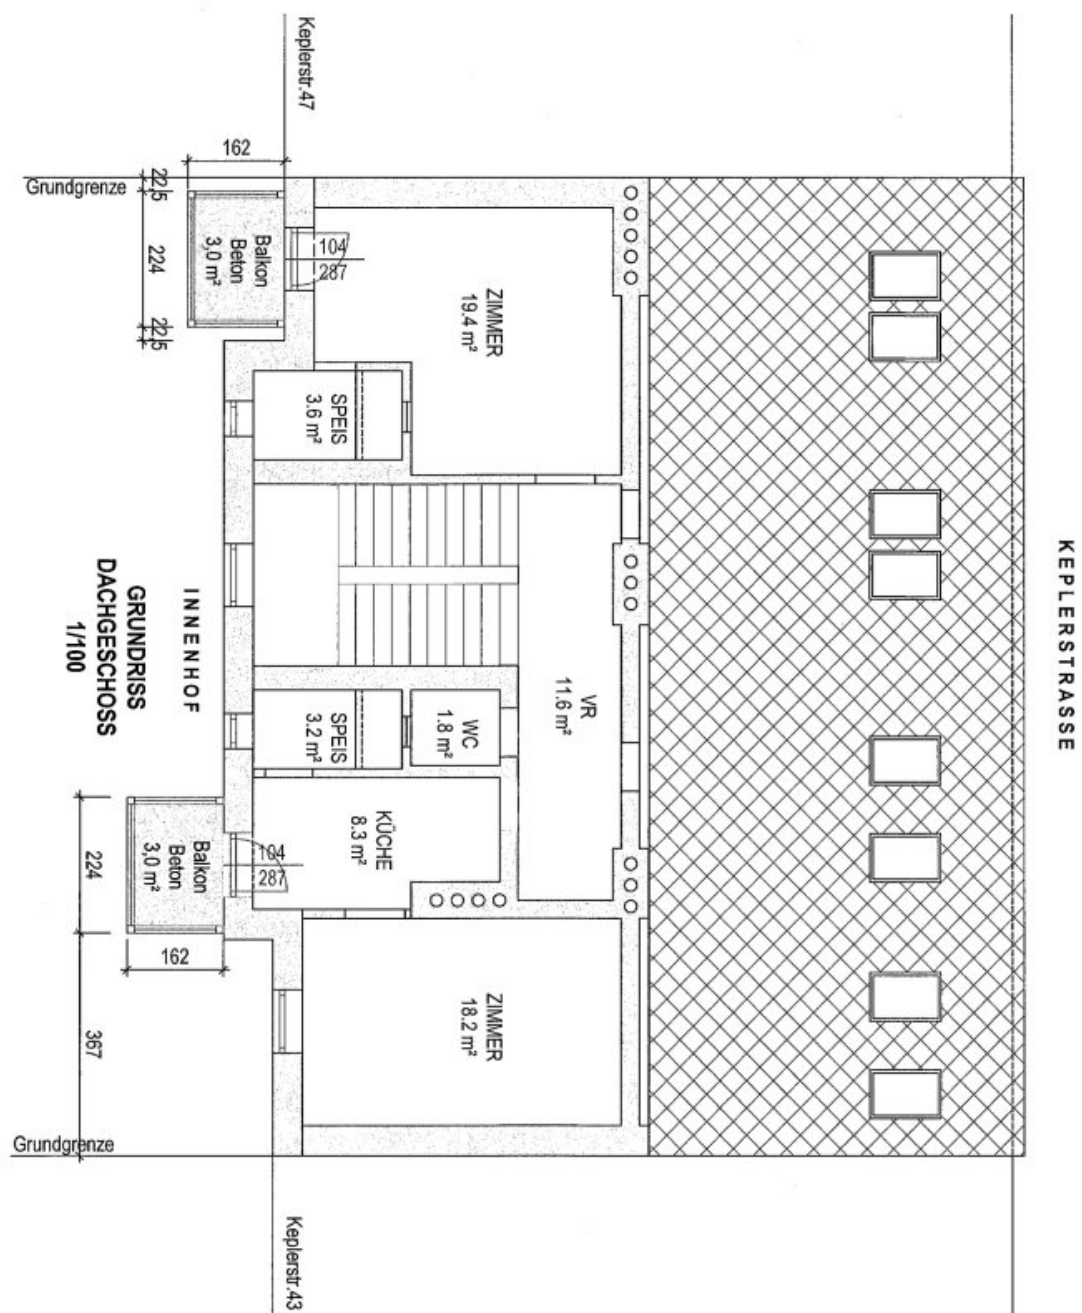 Keplerstr.47
KEPLERSTRASSE
162
Grundgrenze
22,5
224
22,5
Balkon
Beton
3,0 m²
104
287
ZIMMER
19.4 m²
SPEIS
3.6 m²
VR
11.6 m²
WC
1.8 m²
SPEIS
3.2 m²
KÜCHE
8.3 m²
INNENHOF
GRUNDRISS
DACHGESCHOSS
1/100
Balkon
Beton
3,0 m²
104
287
224
162
367
ZIMMER
18.2 m²
Grundgrenze
Keplerstr.43